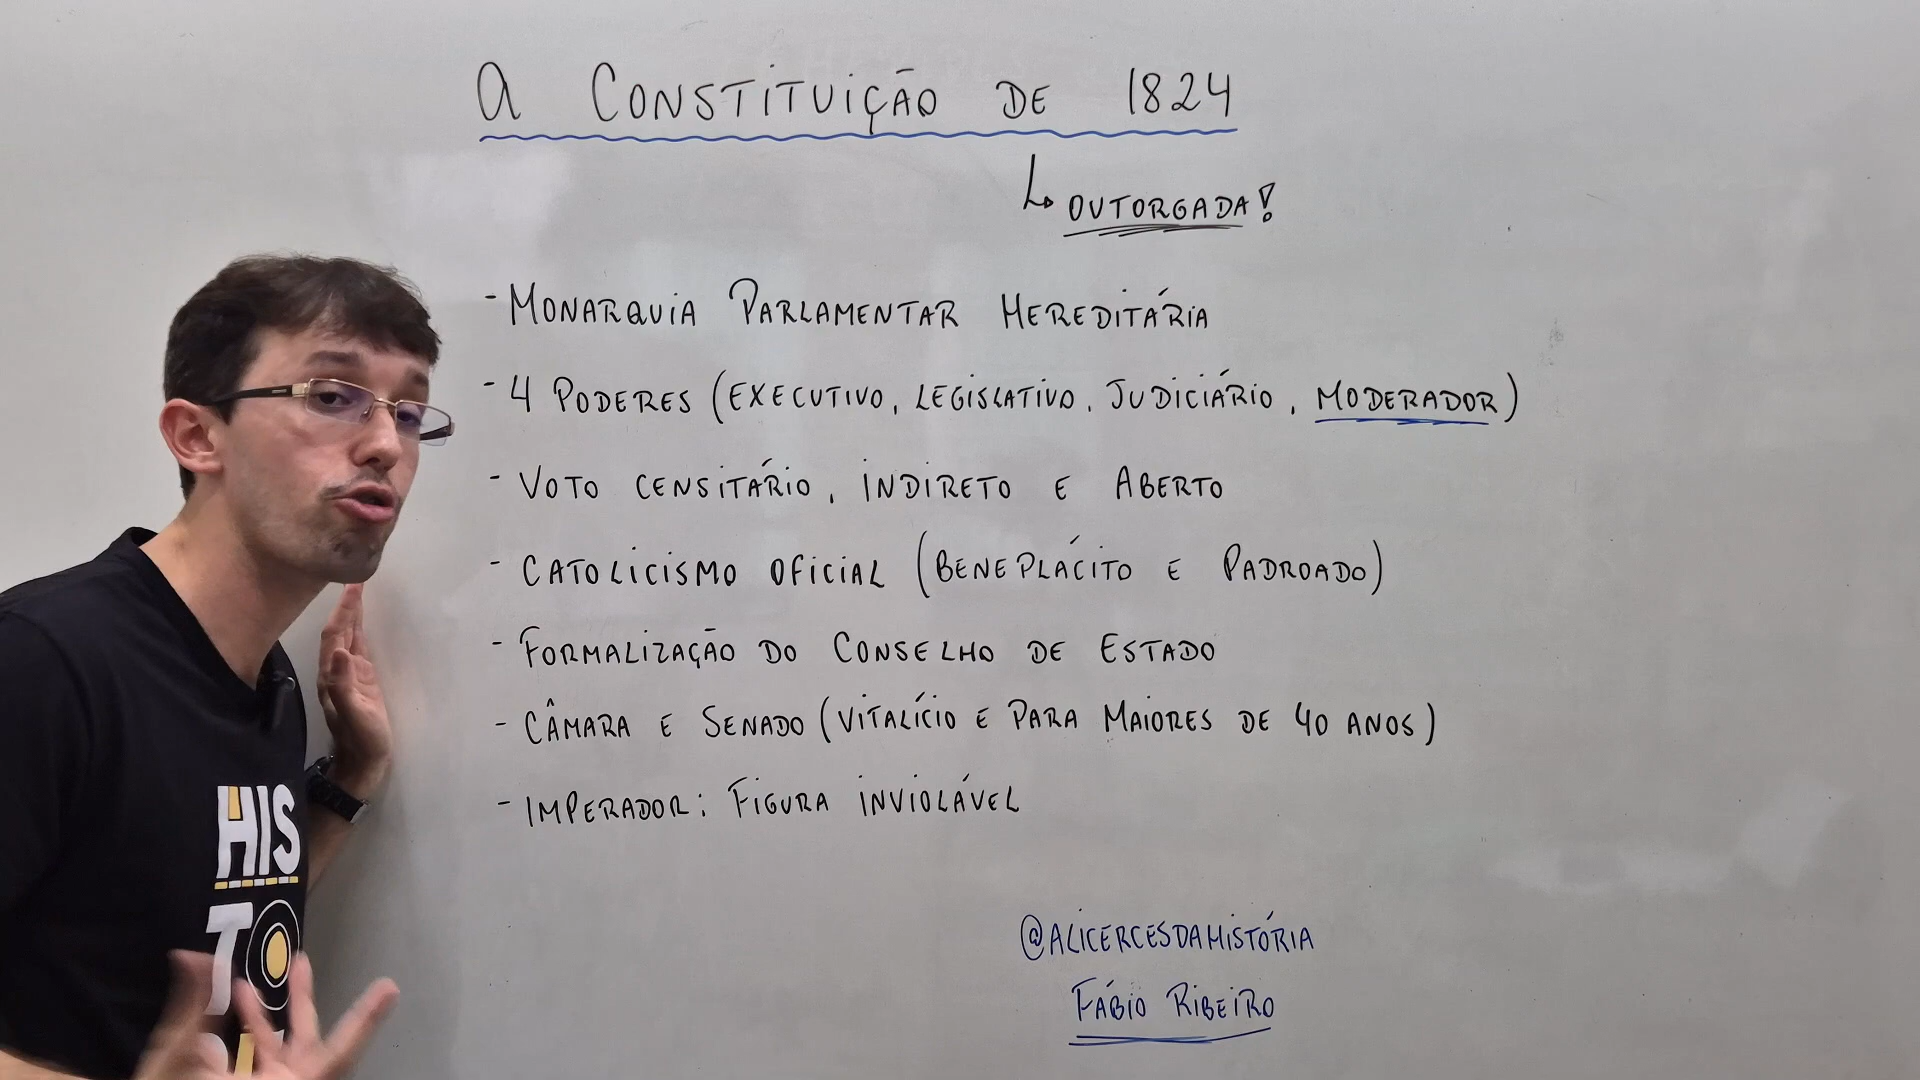 A CONSTITUIÇÃO DE 1824
↳ OUTORGADA!
- MONARQUIA PARLAMENTAR HEREDITÁRIA
- 4 PODERES (EXECUTIVO, LEGISLATIVO, JUDICIÁRIO, MODERADOR)
- VOTO CENSITÁRIO, INDIRETO E ABERTO
- CATOLICISMO OFICIAL (BENEPLÁCITO E PADROADO)
- FORMALIZAÇÃO DO CONSELHO DE ESTADO
- CÂMARA E SENADO (VITALÍCIO E PARA MAIORES DE 40 ANOS)
- IMPERADOR: FIGURA INVIOLÁVEL
@ALICERCESDAHISTÓRIA
FÁBIO RIBEIRO
HIS
TO